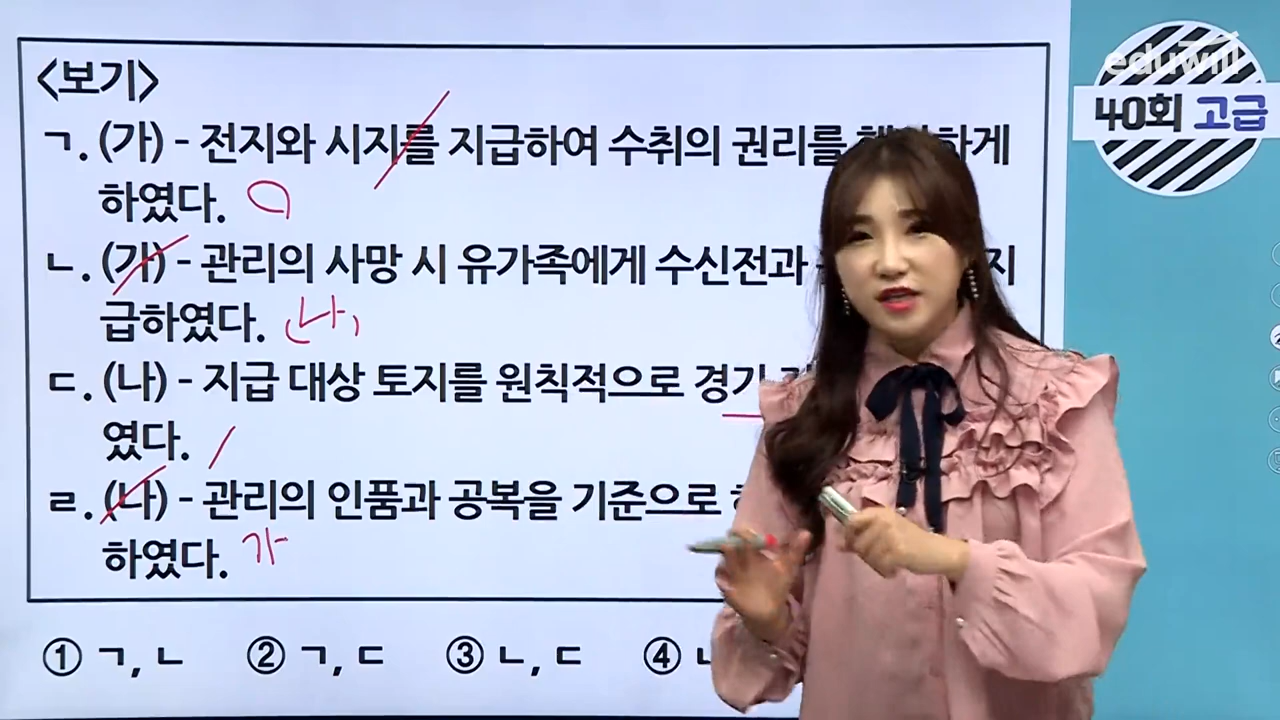 <보기>
ㄱ. (가) - 전지와 시지를 지급하여 수취의 권리를 하게
하였다.
ㄴ. (가) - 관리의 사망 시 유가족에게 수신전과 지
급하였다. (나)
ㄷ. (나) - 지급 대상 토지를 원칙적으로 경기
였다.
ㄹ. (나) - 관리의 인품과 공복을 기준으로
하였다. 가
① ㄱ, ㄴ ② ㄱ, ㄷ ③ ㄴ, ㄷ ④
eduwill
40회 고급